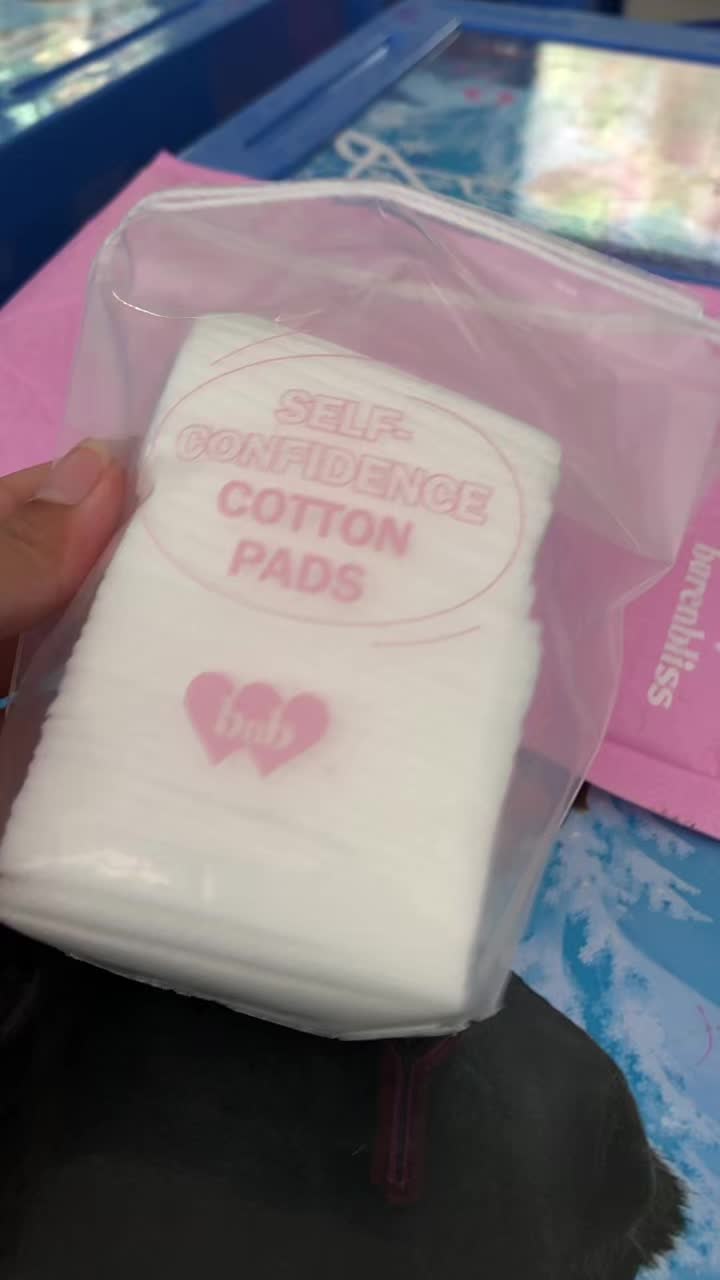 SELF-
CONFIDENCE
COTTON
PADS
bnb
barenbliss